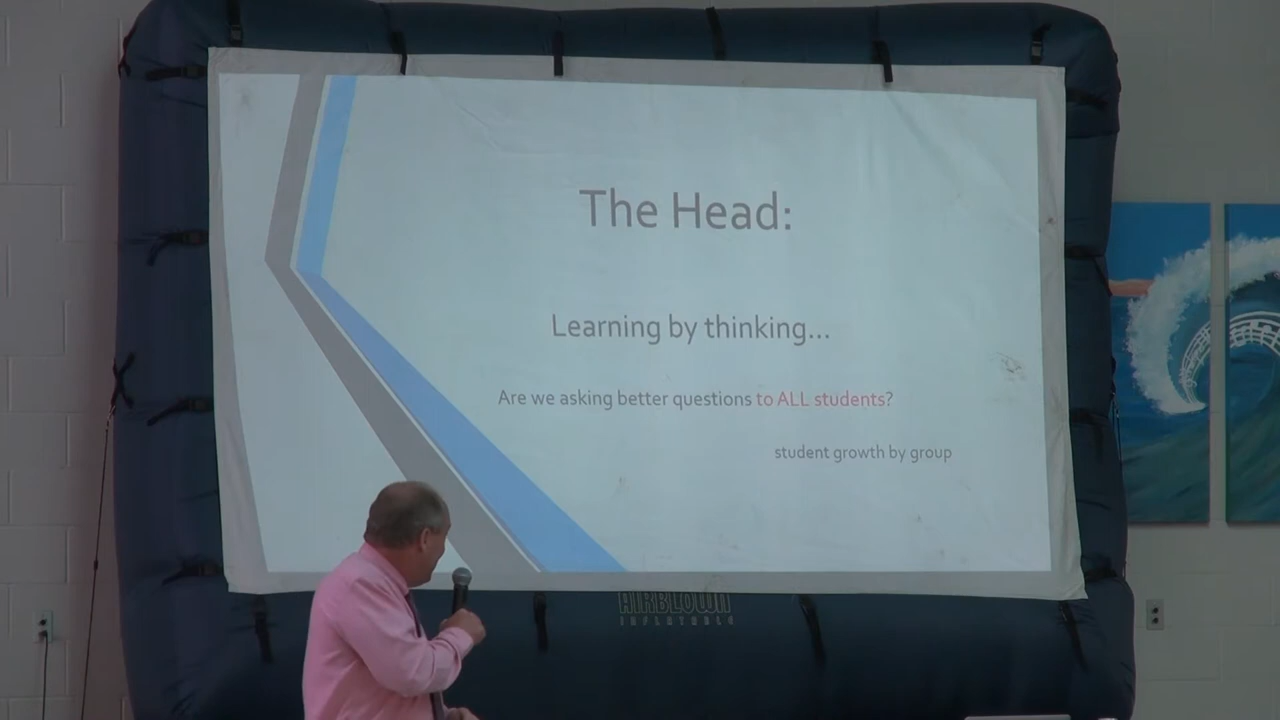 The Head:
Learning by thinking...
Are we asking better questions to ALL students?
student growth by group
AIRBLOWN
INFLATABLE